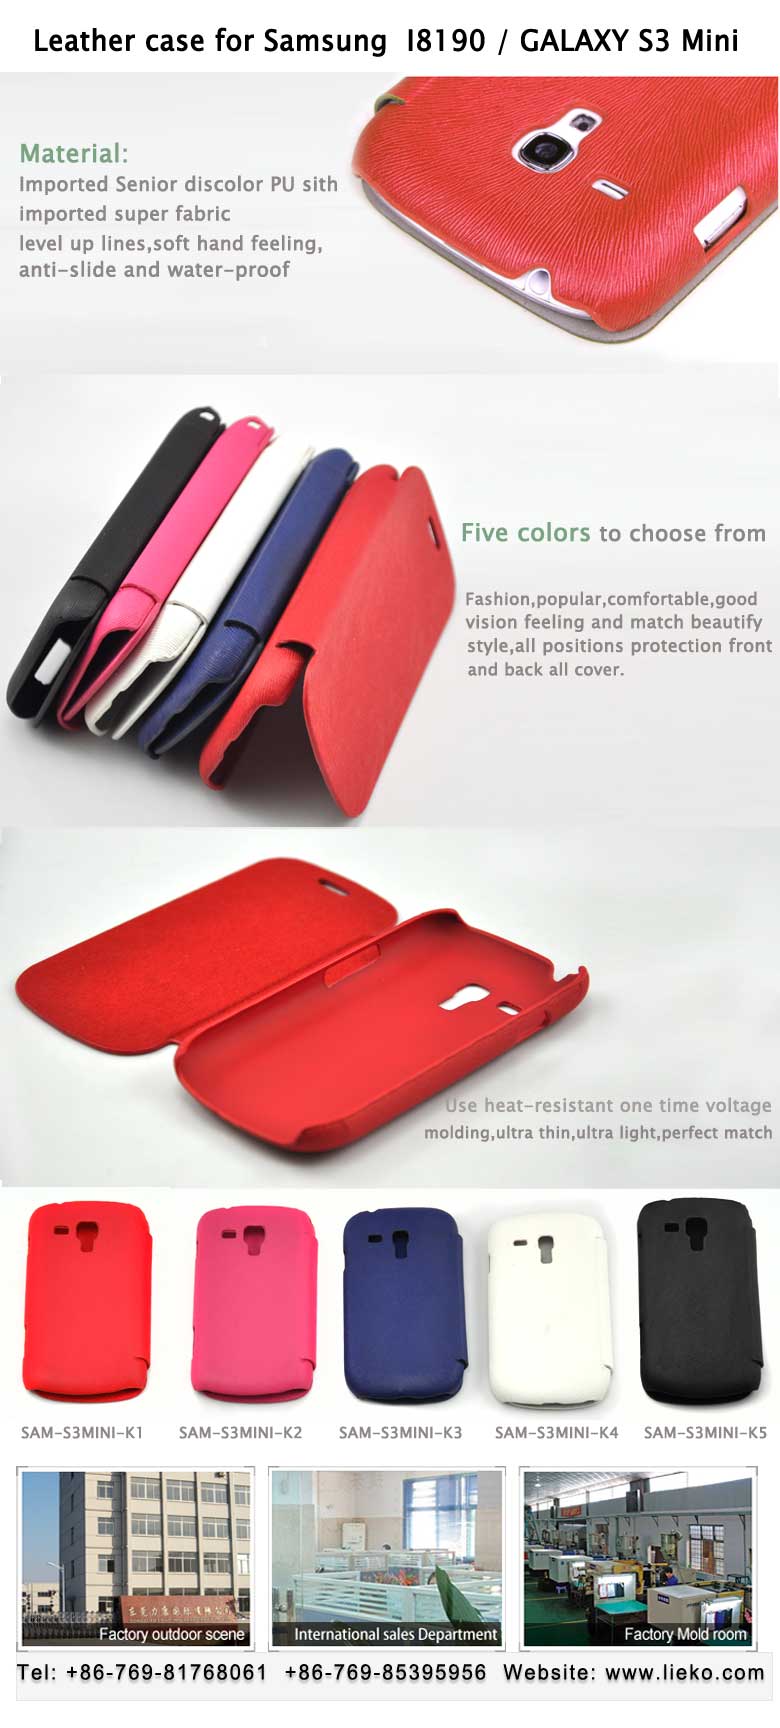 Leather case for Samsung I8190 / GALAXY S3 Mini
Material:
Imported Senior discolor PU sith
imported super fabric
level up lines,soft hand feeling,
anti-slide and water-proof
Five colors to choose from
Fashion,popular,comfortable,good
vision feeling and match beautify
style,all positions protection front
and back all cover.
Use heat-resistant one time voltage
molding,ultra thin,ultra light,perfect match
SAM-S3MINI-K1 SAM-S3MINI-K2 SAM-S3MINI-K3 SAM-S3MINI-K4 SAM-S3MINI-K5
Factory outdoor scene International sales Department Factory Mold room
Tel: +86-769-81768061 +86-769-85395956 Website: www.lieko.com